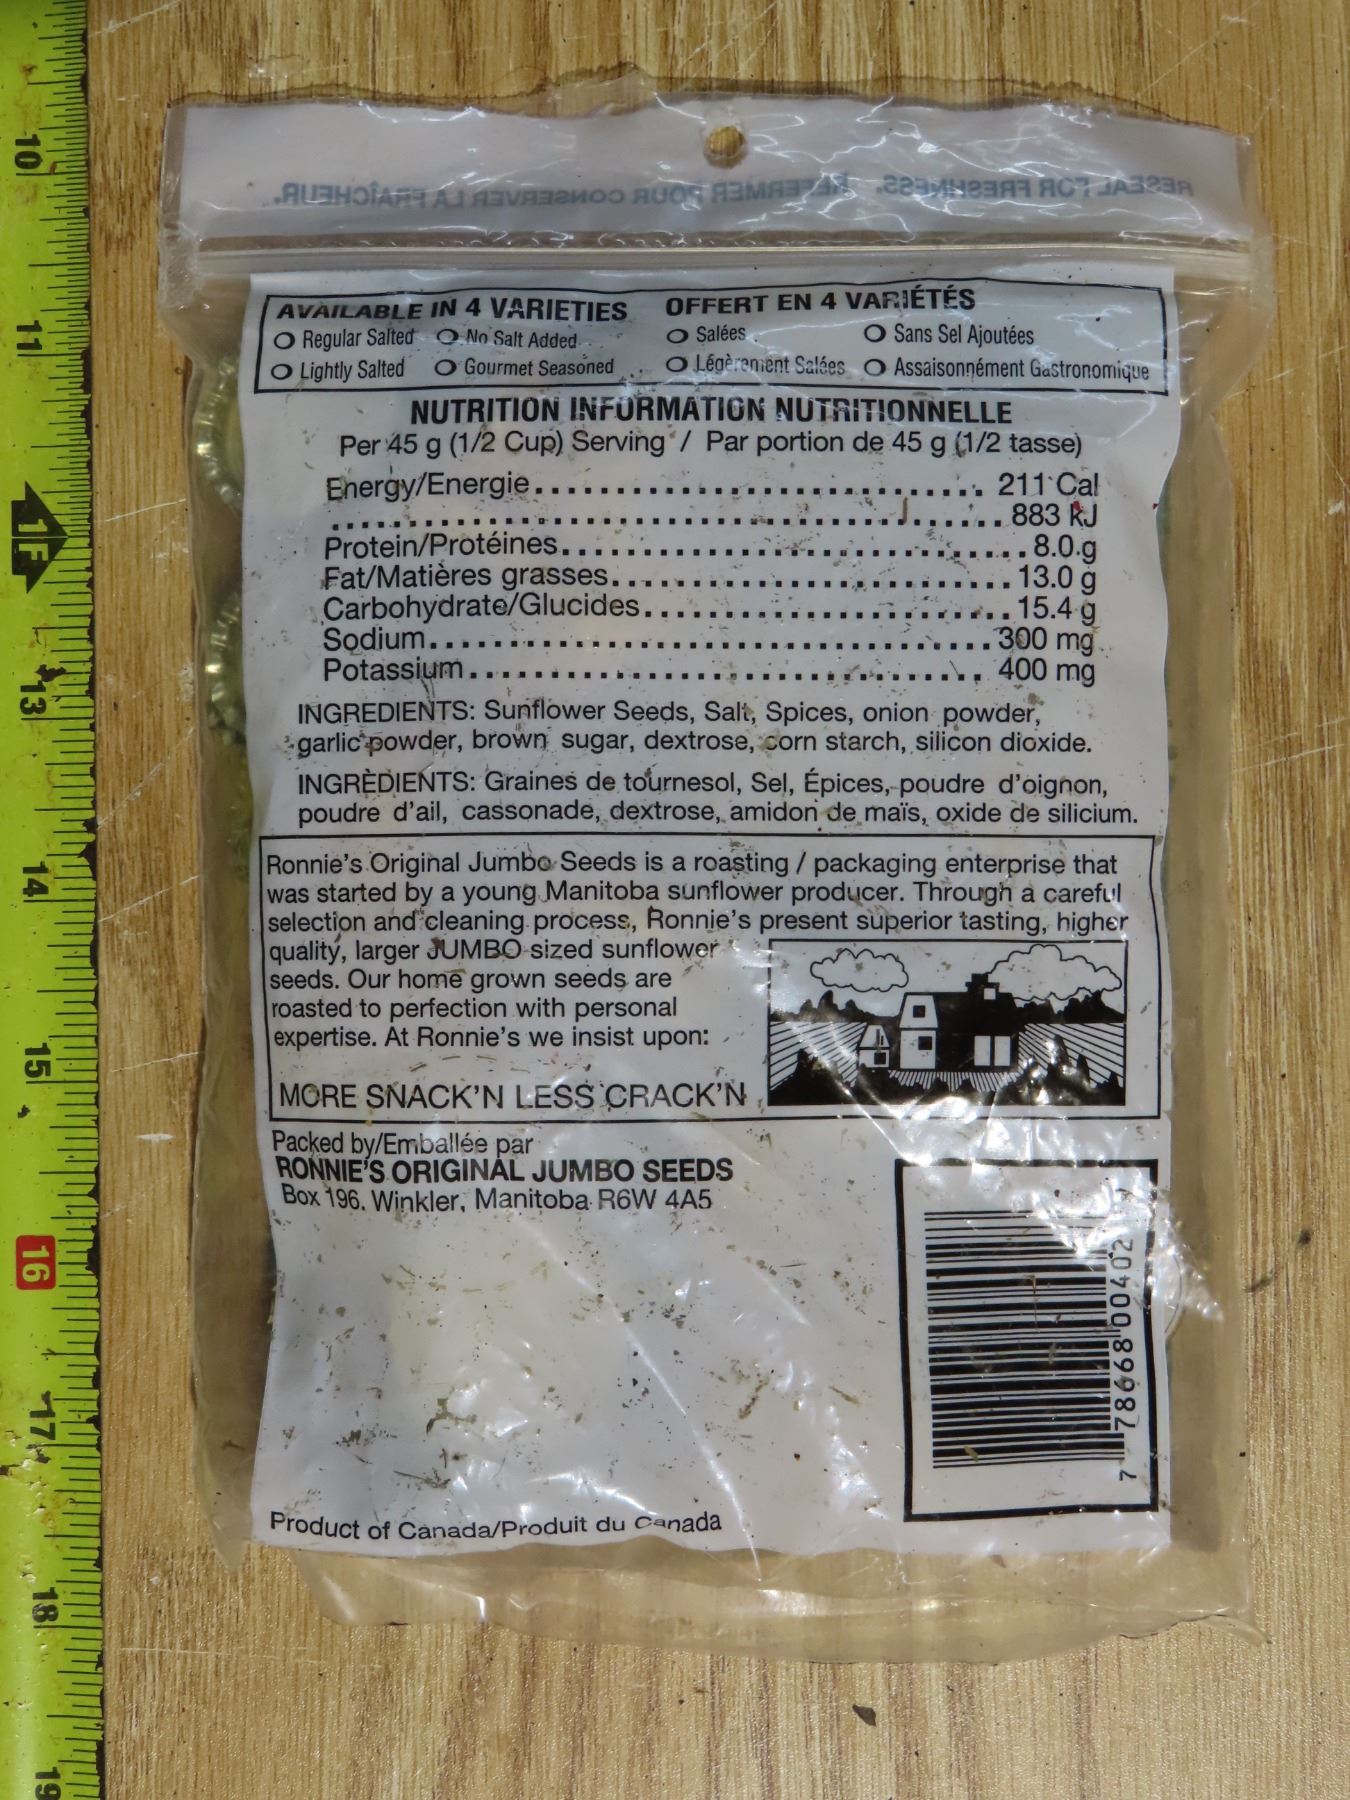 RESEAL FOR FRESHNESS. REFERMER POUR CONSERVER LA FRAÎCHEUR.
AVAILABLE IN 4 VARIETIES OFFERT EN 4 VARIÉTÉS
Regular Salted No Salt Added Salées Sans Sel Ajoutées
Lightly Salted Gourmet Seasoned Légèrement Salées Assaisonnément Gastronomique
NUTRITION INFORMATION NUTRITIONNELLE
Per 45 g (1/2 Cup) Serving / Par portion de 45 g (1/2 tasse)
Energy/Energie 211 Cal
883 kJ
Protein/Protéines 8.0 g
Fat/Matières grasses 13.0 g
Carbohydrate/Glucides 15.4 g
Sodium 300 mg
Potassium 400 mg
INGREDIENTS: Sunflower Seeds, Salt, Spices, onion powder,
garlic powder, brown sugar, dextrose, corn starch, silicon dioxide.
INGRÈDIENTS: Graines de tournesol, Sel, Épices, poudre d'oignon,
poudre d'ail, cassonade, dextrose, amidon de maïs, oxide de silicium.
Ronnie's Original Jumbo Seeds is a roasting / packaging enterprise that
was started by a young Manitoba sunflower producer. Through a careful
selection and cleaning process, Ronnie's present superior tasting, higher
quality, larger JUMBO sized sunflower
seeds. Our home grown seeds are
roasted to perfection with personal
expertise. At Ronnie's we insist upon:
MORE SNACK'N LESS CRACK'N
Packed by/Emballée par
RONNIE'S ORIGINAL JUMBO SEEDS
Box 196, Winkler, Manitoba R6W 4A5
Product of Canada/Produit du Canada
7 78668 00402
10
11
1F
13
14
15
16
17
18
19